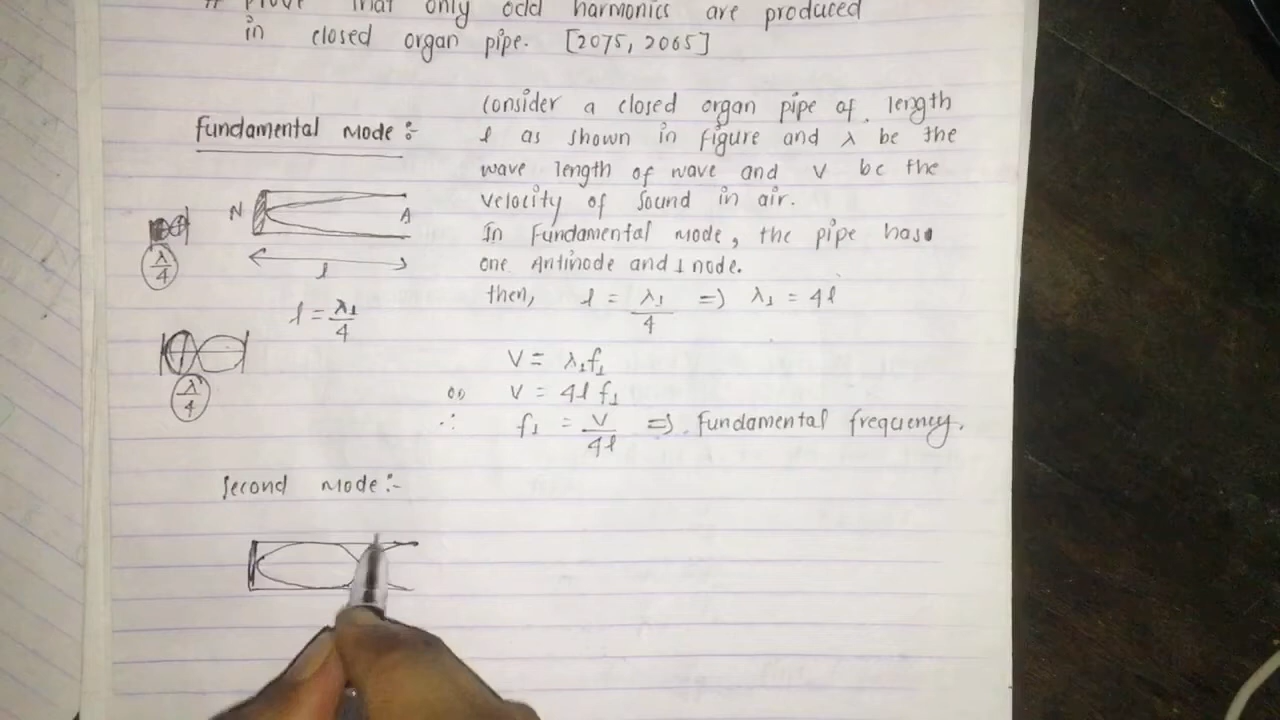 # Prove that only odd harmonics are produced
in closed organ pipe. [2075, 2065]
Fundamental Mode :-
N
A
l
λ/4
l = λ₁/4
λ/4
Consider a closed organ pipe of length
l as shown in figure and λ be the
wave length of wave and V be the
velocity of sound in air.
In Fundamental mode, the pipe has
one Antinode and 1 node.
then, l = λ₁/4 => λ₁ = 4l
V = λ₁f₁
or V = 4l f₁
∴ f₁ = V/4l => Fundamental frequency.
Second Mode :-